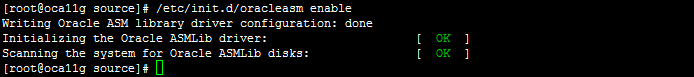 [root@oca11g source]# /etc/init.d/oracleasm enable
Writing Oracle ASM library driver configuration: done
Initializing the Oracle ASMLib driver: [ OK ]
Scanning the system for Oracle ASMLib disks: [ OK ]
[root@oca11g source]#